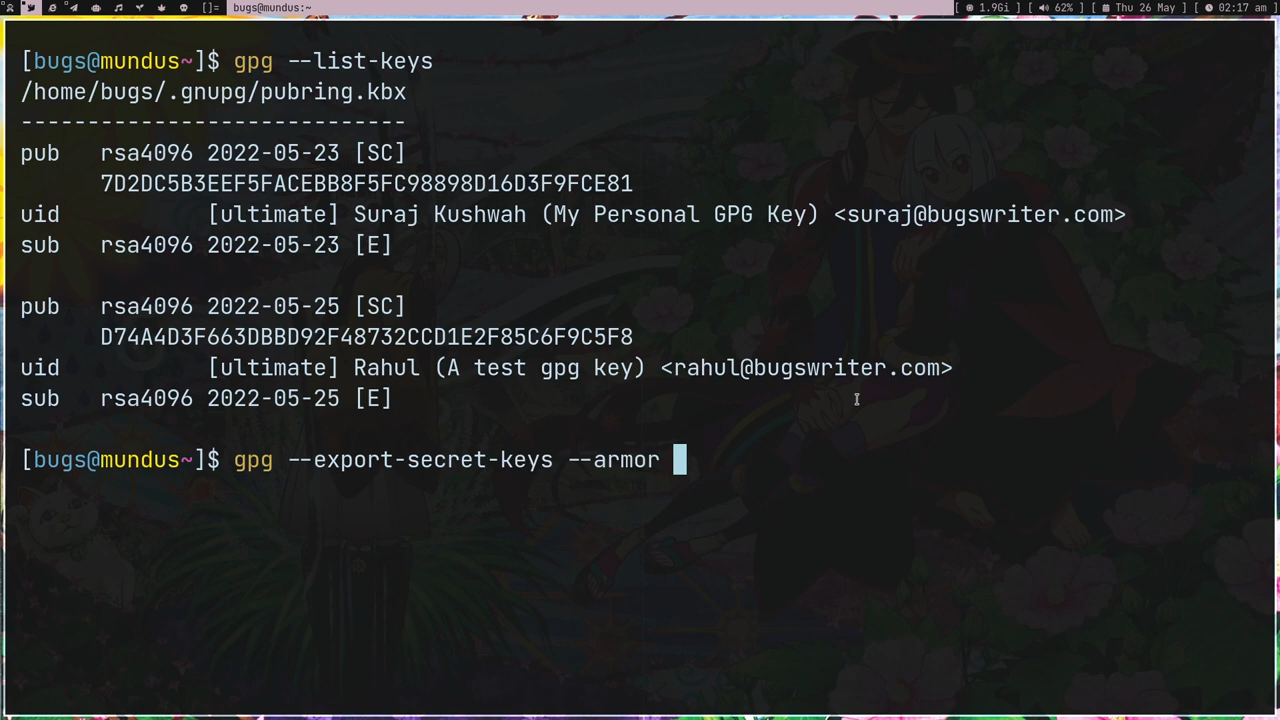 []= bugs@mundus:~ [ 1.9Gi] [ 62% ] [ Thu 26 May ] [ 02:17 am ]
[bugs@mundus~]$ gpg --list-keys
/home/bugs/.gnupg/pubring.kbx
-----------------------------
pub   rsa4096 2022-05-23 [SC]
      7D2DC5B3EEF5FACEBB8F5FC98898D16D3F9FCE81
uid           [ultimate] Suraj Kushwah (My Personal GPG Key) <suraj@bugswriter.com>
sub   rsa4096 2022-05-23 [E]
pub   rsa4096 2022-05-25 [SC]
      D74A4D3F663DBBD92F48732CCD1E2F85C6F9C5F8
uid           [ultimate] Rahul (A test gpg key) <rahul@bugswriter.com>
sub   rsa4096 2022-05-25 [E]
[bugs@mundus~]$ gpg --export-secret-keys --armor